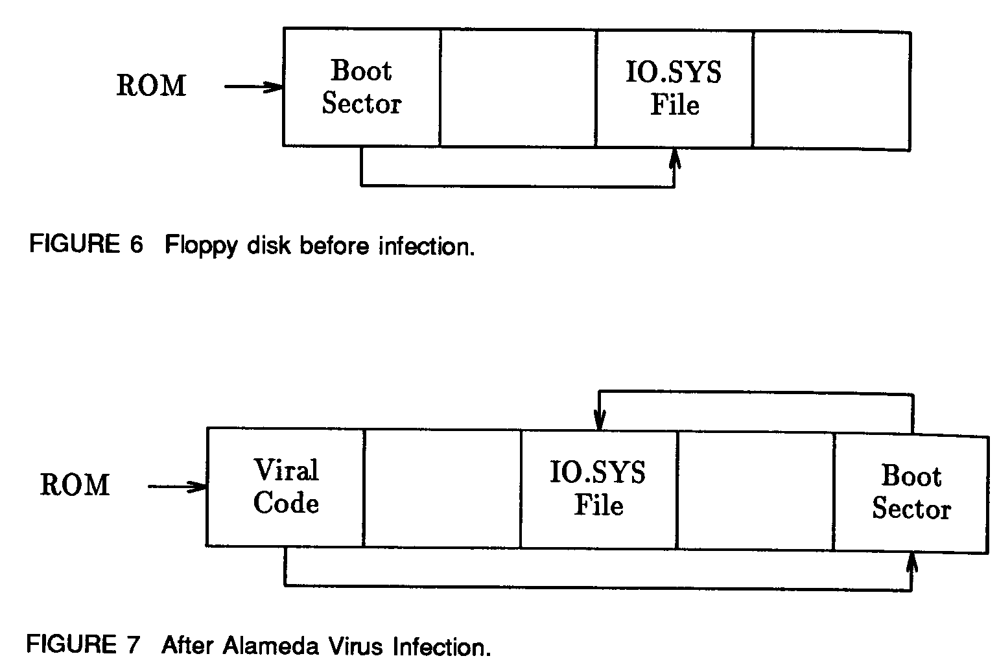 ROM
Boot
Sector
IO.SYS
File
FIGURE 6 Floppy disk before infection.
ROM
Viral
Code
IO.SYS
File
Boot
Sector
FIGURE 7 After Alameda Virus Infection.